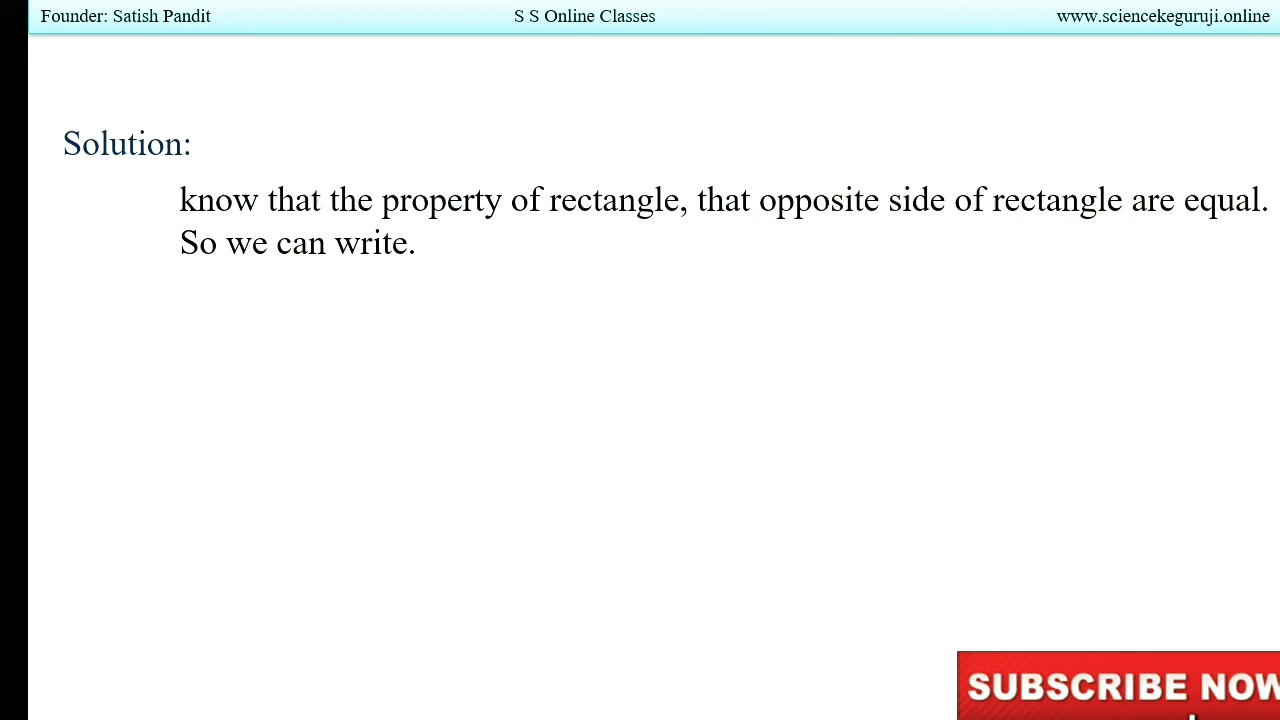 Founder: Satish Pandit
S S Online Classes
www.sciencekeguruji.online
Solution:
know that the property of rectangle, that opposite side of rectangle are equal.
So we can write.
SUBSCRIBE NOW